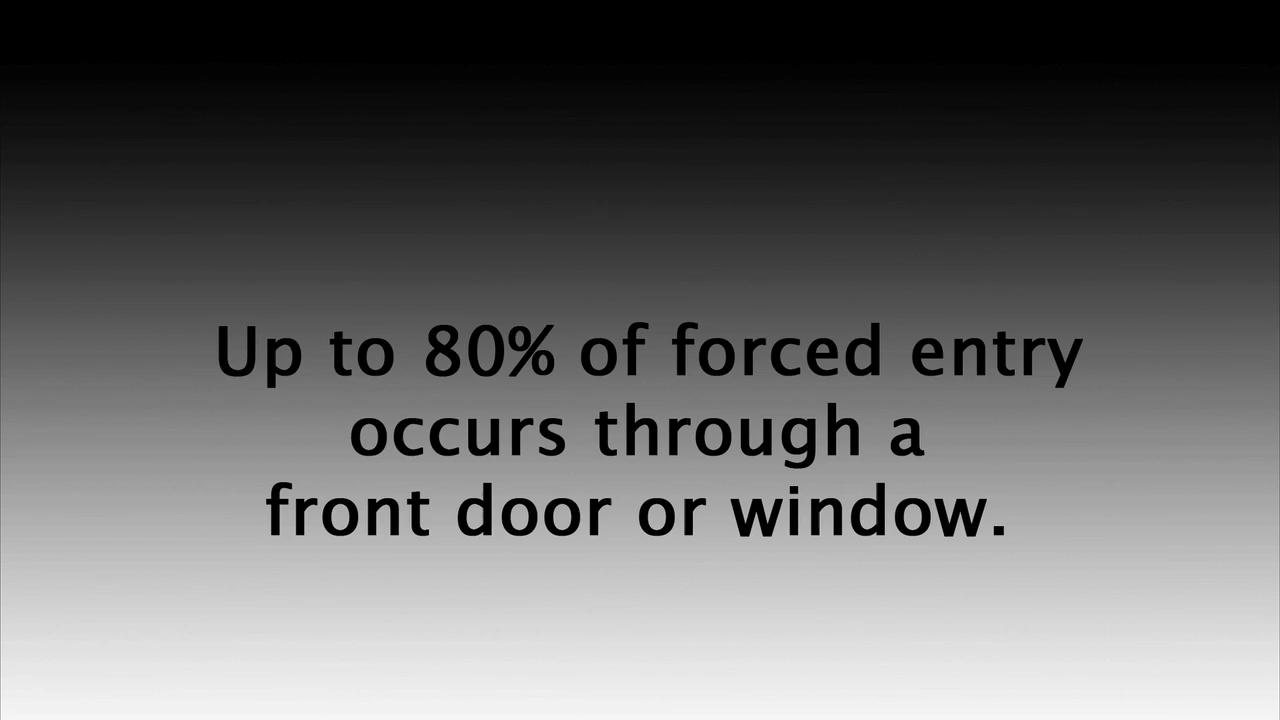 Up to 80% of forced entry
occurs through a
front door or window.